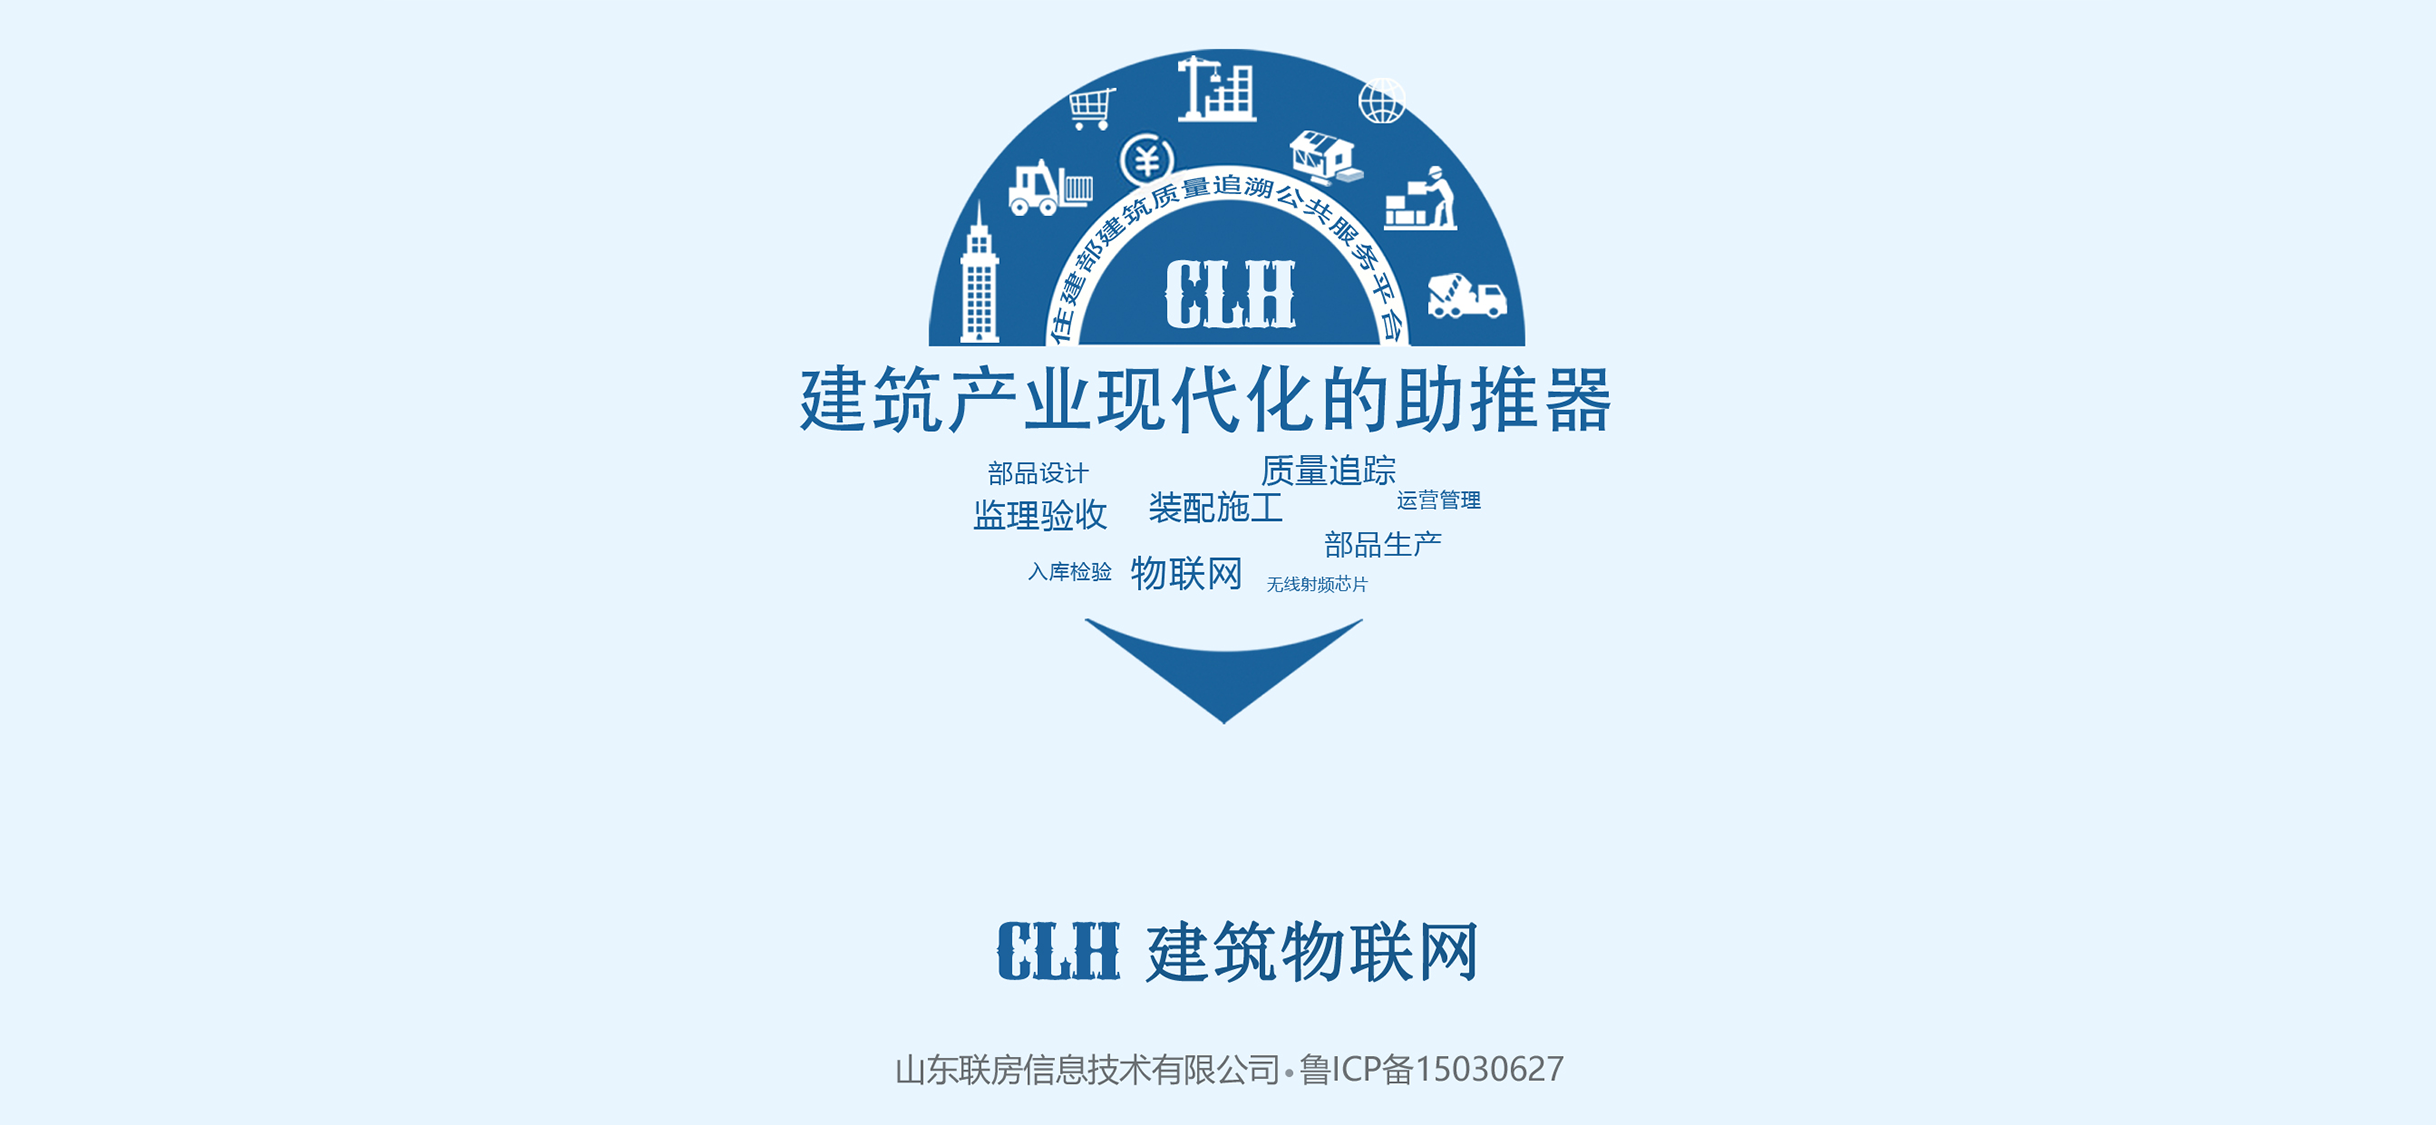 住建部建筑质量追溯公共服务平台
CLH
建筑产业现代化的助推器
部品设计
质量追踪
监理验收
装配施工
运营管理
部品生产
入库检验
物联网
无线射频芯片
CLH 建筑物联网
山东联房信息技术有限公司•鲁ICP备15030627